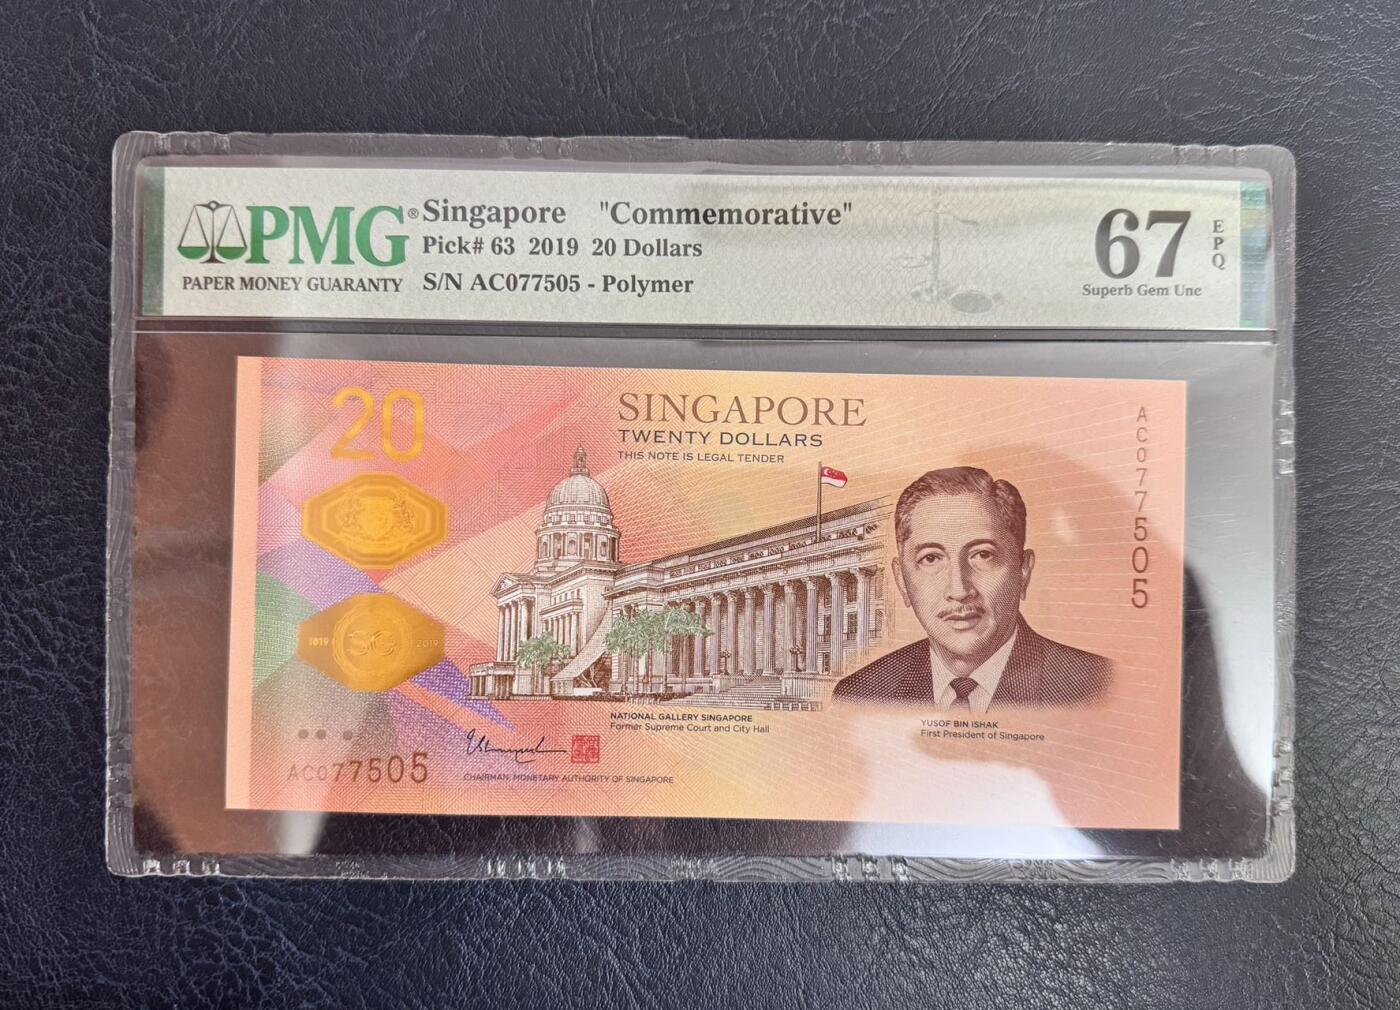 PMG®
PAPER MONEY GUARANTY
Singapore "Commemorative"
Pick# 63 2019 20 Dollars
S/N AC077505 - Polymer
67
EPQ
Superb Gem Unc
20
SINGAPORE
TWENTY DOLLARS
THIS NOTE IS LEGAL TENDER
AC077505
1819 SG 2019
NATIONAL GALLERY SINGAPORE
Former Supreme Court and City Hall
YUSOF BIN ISHAK
First President of Singapore
AC077505
CHAIRMAN, MONETARY AUTHORITY OF SINGAPORE